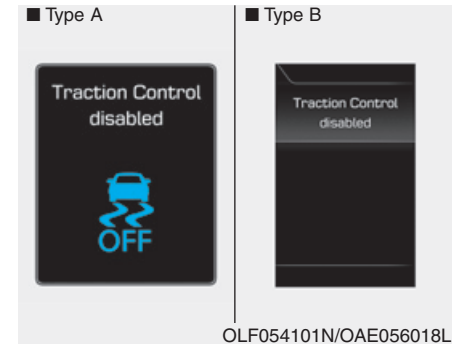 ■ Type A
■ Type B
Traction Control
disabled
OFF
Traction Control
disabled
OLF054101N/OAE056018L